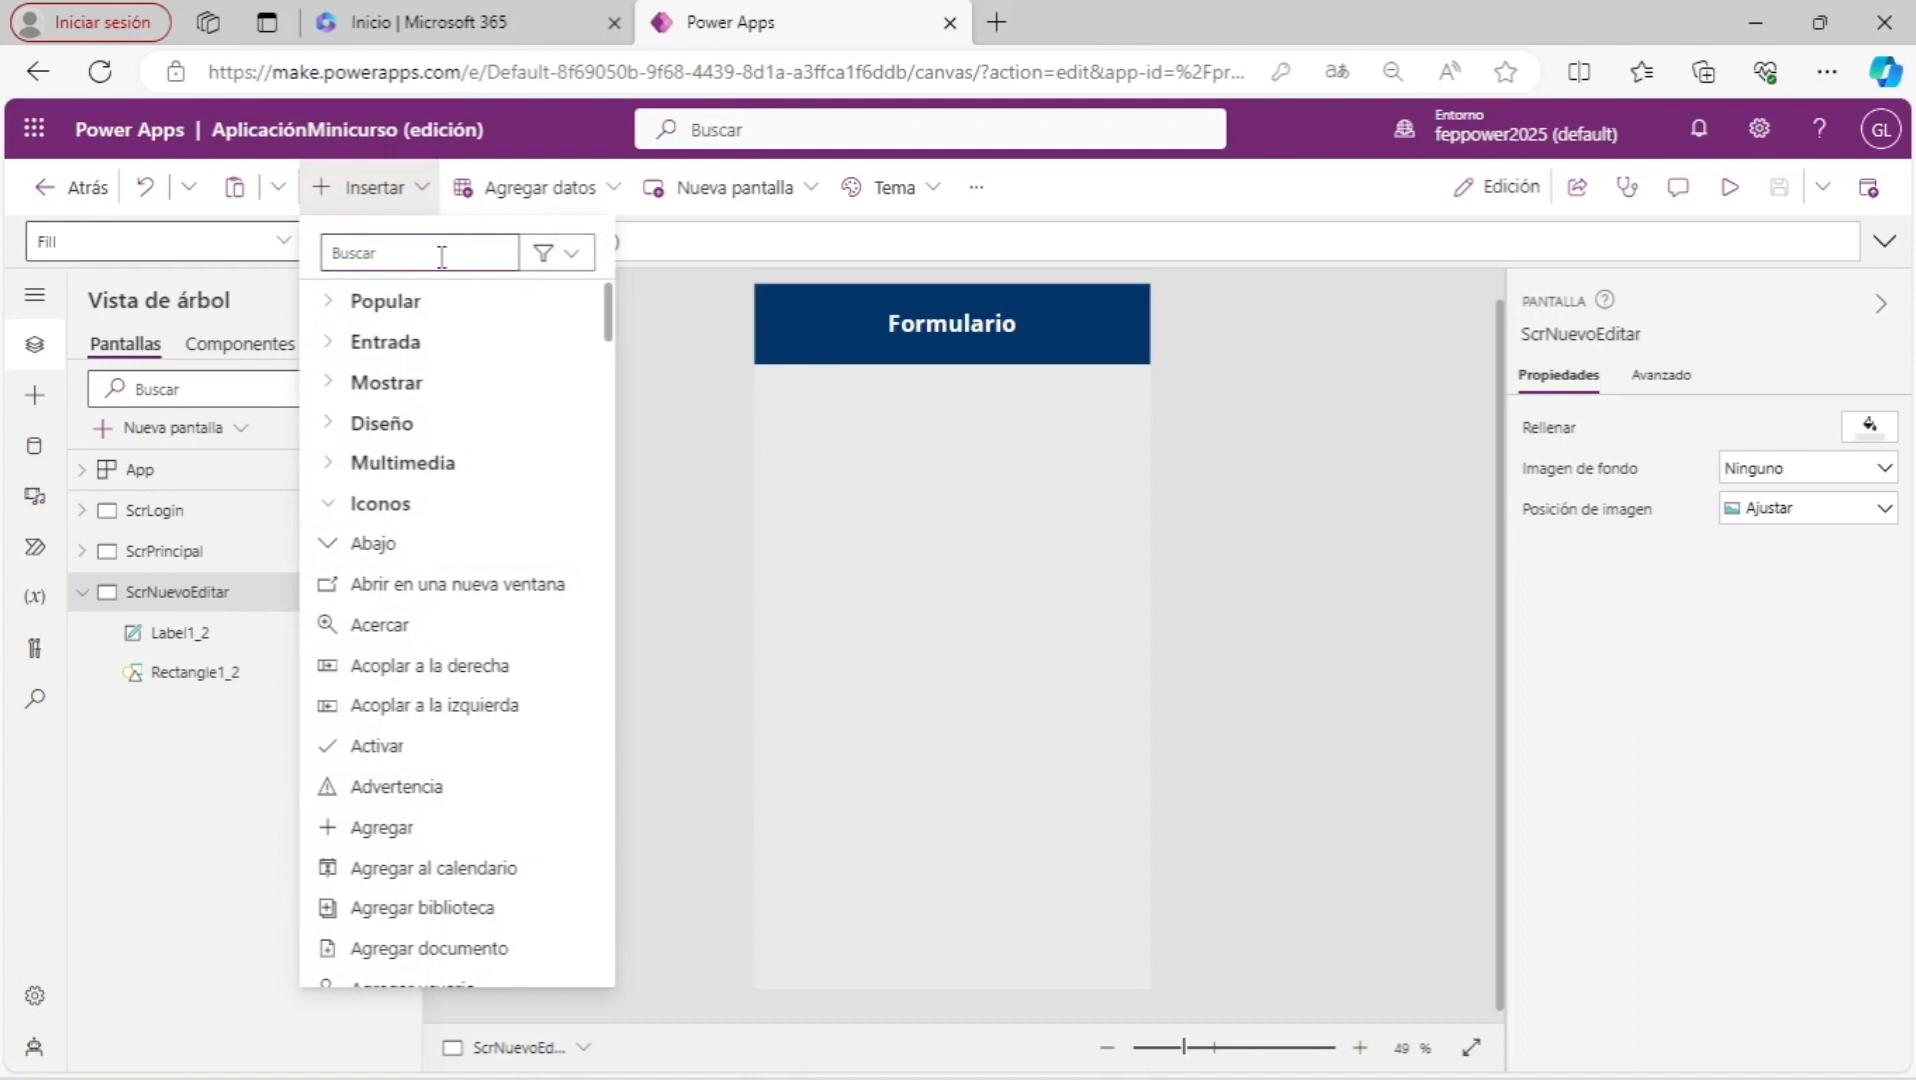 Iniciar sesión
Inicio | Microsoft 365
Power Apps
https://make.powerapps.com/e/Default-8f69050b-9f68-4439-8d1a-a3ffca1f6ddb/canvas/?action=edit&app-id=%2Fpr...
Power Apps | AplicaciónMinicurso (edición)
Buscar
Entorno
feppower2025 (default)
GL
Atrás
Insertar
Agregar datos
Nueva pantalla
Tema
Edición
Fill
)
Buscar
Popular
Entrada
Mostrar
Diseño
Multimedia
Iconos
Abajo
Abrir en una nueva ventana
Acercar
Acoplar a la derecha
Acoplar a la izquierda
Activar
Advertencia
Agregar
Agregar al calendario
Agregar biblioteca
Agregar documento
Vista de árbol
Pantallas
Componentes
Buscar
Nueva pantalla
App
ScrLogin
ScrPrincipal
ScrNuevoEditar
Label1_2
Rectangle1_2
Formulario
PANTALLA
ScrNuevoEditar
Propiedades
Avanzado
Rellenar
Imagen de fondo
Ninguno
Posición de imagen
Ajustar
ScrNuevoEd...
49 %